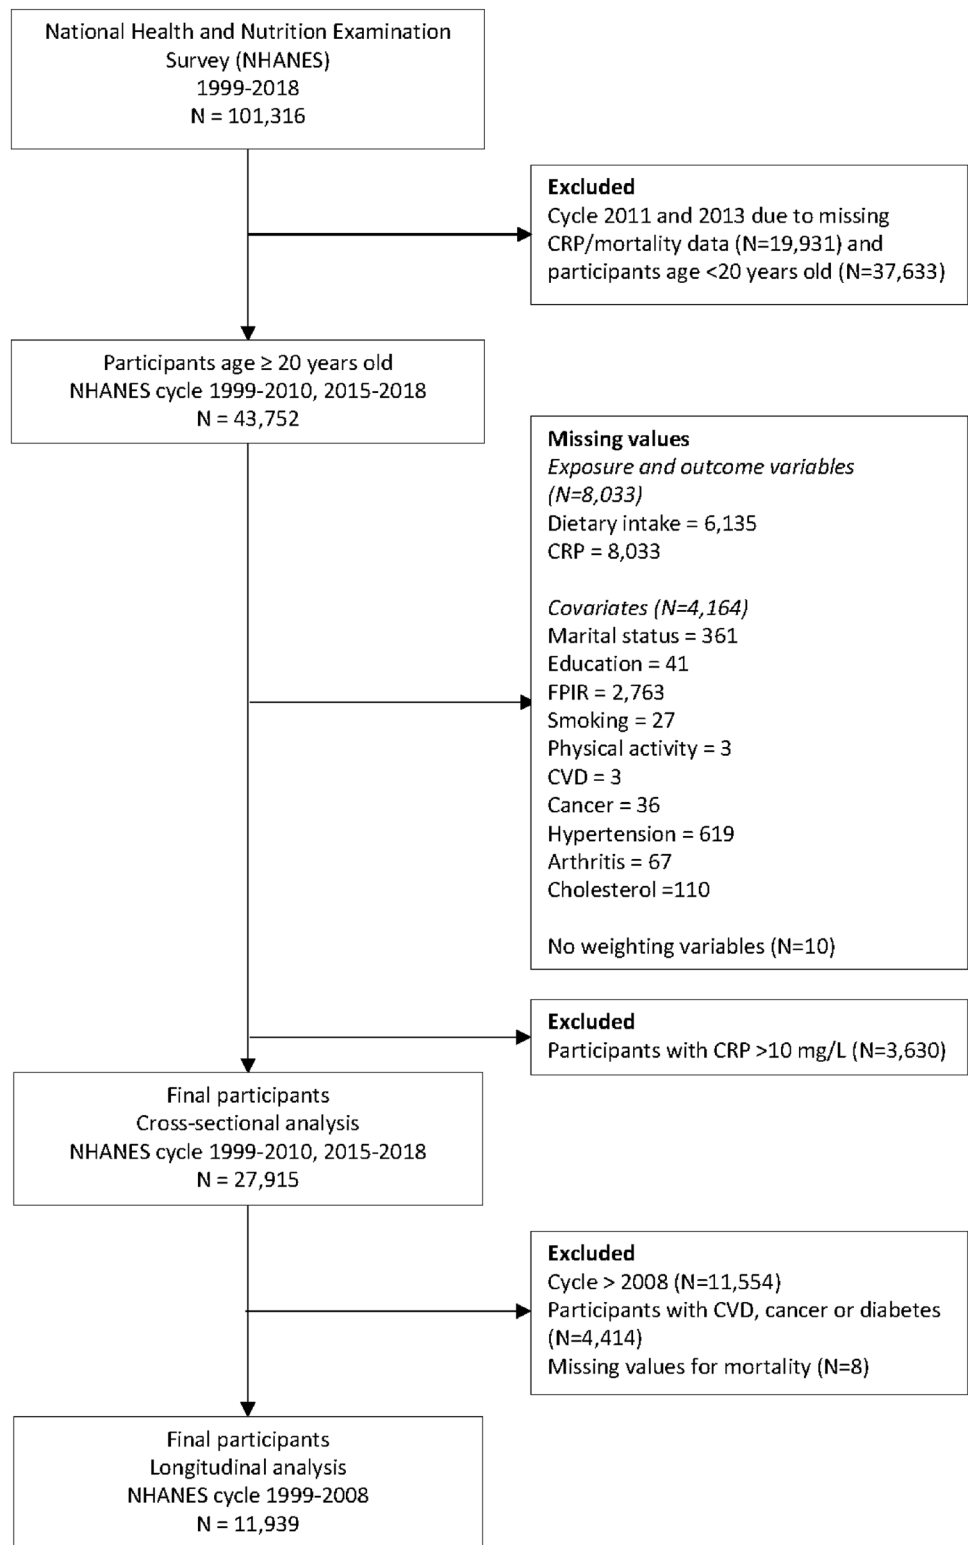 National Health and Nutrition Examination
Survey (NHANES)
1999-2018
N = 101,316
Excluded
Cycle 2011 and 2013 due to missing
CRP/mortality data (N=19,931) and
participants age <20 years old (N=37,633)
Participants age ≥ 20 years old
NHANES cycle 1999-2010, 2015-2018
N = 43,752
Missing values
Exposure and outcome variables
(N=8,033)
Dietary intake = 6,135
CRP = 8,033
Covariates (N=4,164)
Marital status = 361
Education = 41
FPIR = 2,763
Smoking = 27
Physical activity = 3
CVD = 3
Cancer = 36
Hypertension = 619
Arthritis = 67
Cholesterol =110
No weighting variables (N=10)
Excluded
Participants with CRP >10 mg/L (N=3,630)
Final participants
Cross-sectional analysis
NHANES cycle 1999-2010, 2015-2018
N = 27,915
Excluded
Cycle > 2008 (N=11,554)
Participants with CVD, cancer or diabetes
(N=4,414)
Missing values for mortality (N=8)
Final participants
Longitudinal analysis
NHANES cycle 1999-2008
N = 11,939